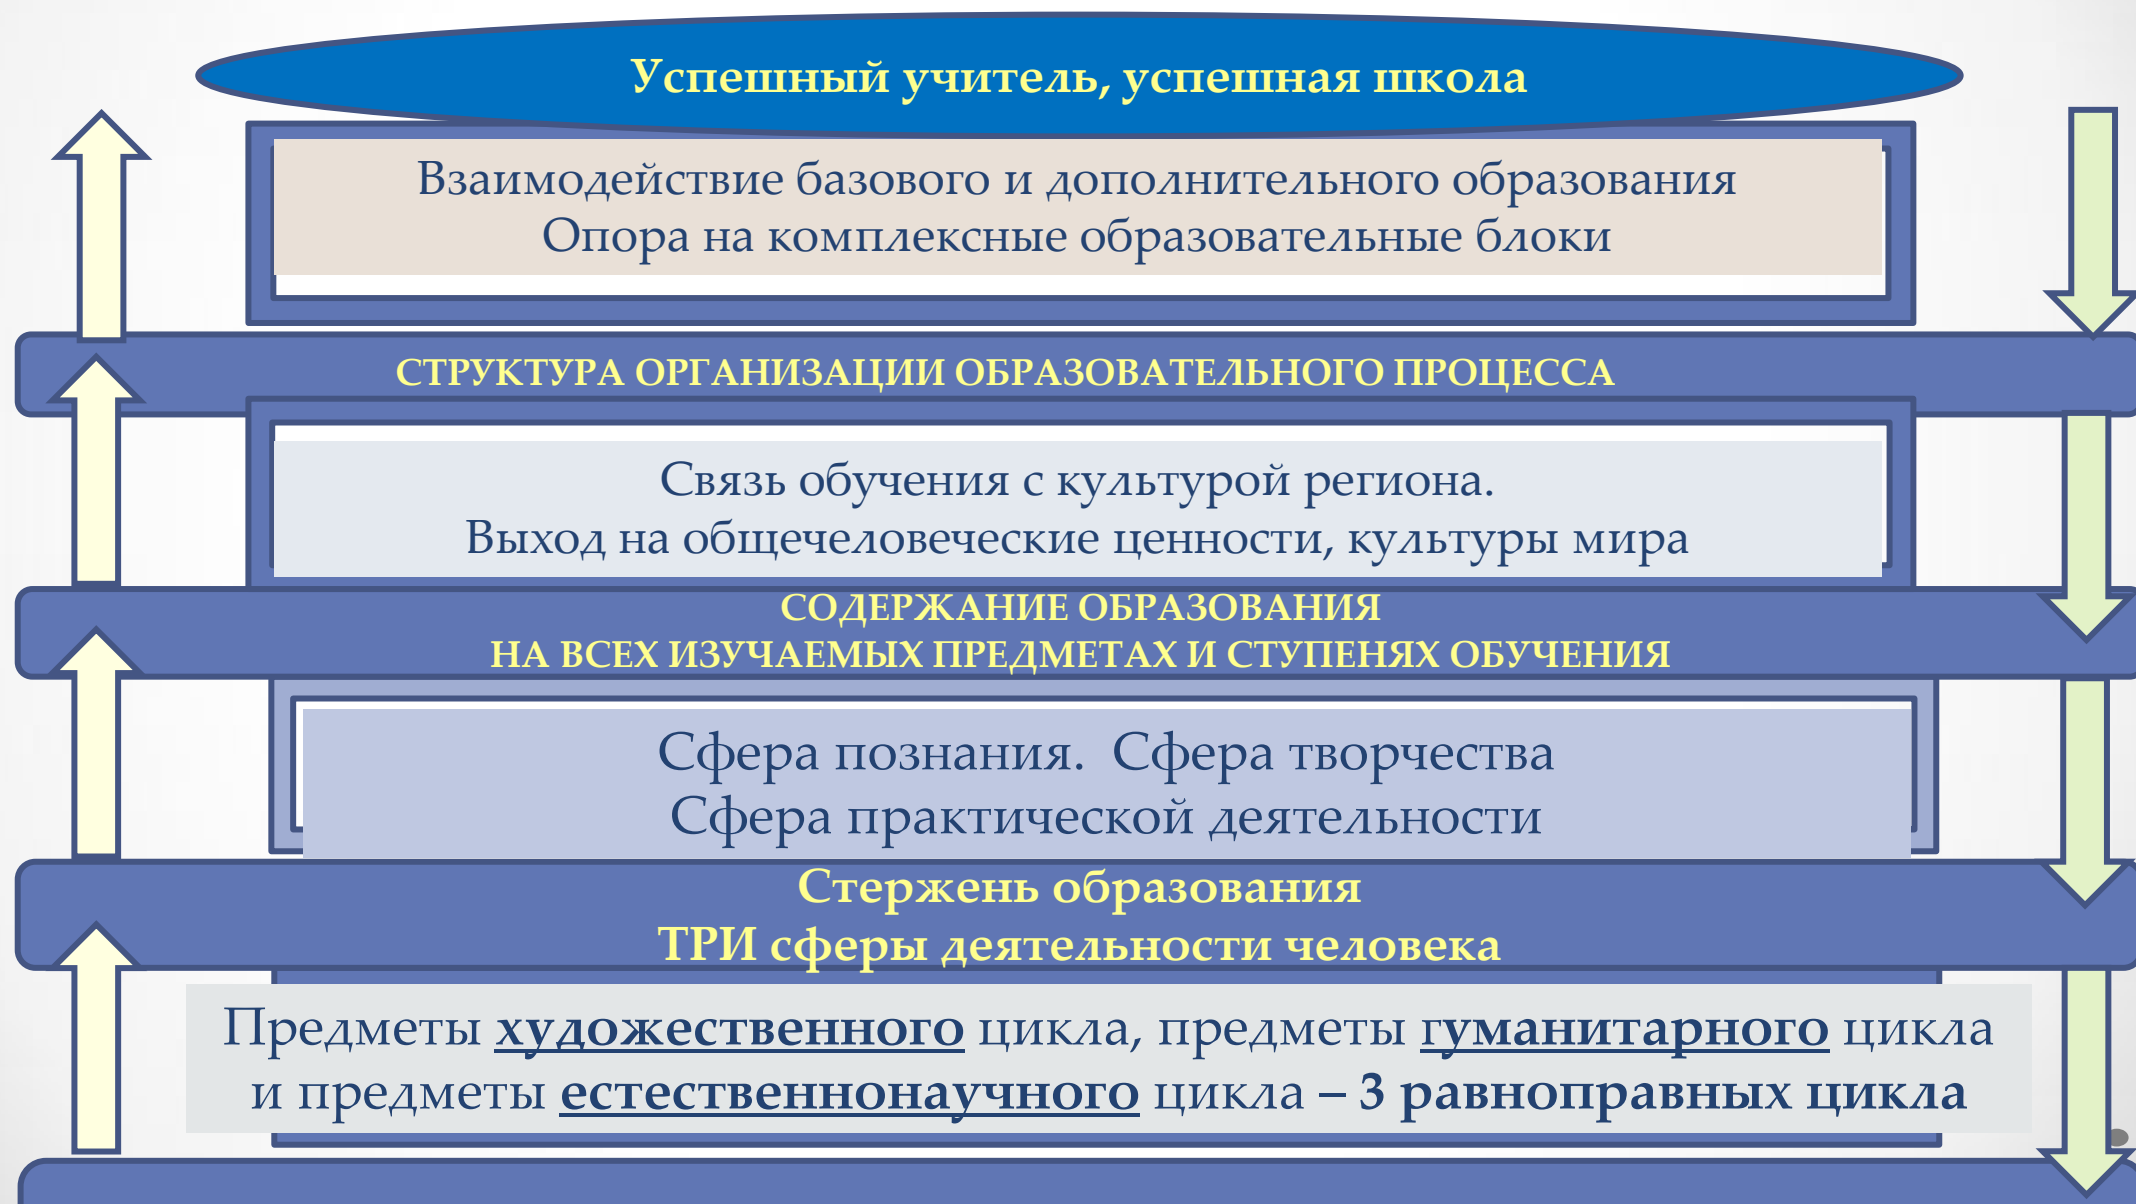 Успешный учитель, успешная школа
Взаимодействие базового и дополнительного образования
Опора на комплексные образовательные блоки
СТРУКТУРА ОРГАНИЗАЦИИ ОБРАЗОВАТЕЛЬНОГО ПРОЦЕССА
Связь обучения с культурой региона.
Выход на общечеловеческие ценности, культуры мира
СОДЕРЖАНИЕ ОБРАЗОВАНИЯ
НА ВСЕХ ИЗУЧАЕМЫХ ПРЕДМЕТАХ И СТУПЕНЯХ ОБУЧЕНИЯ
Сфера познания. Сфера творчества
Сфера практической деятельности
Стержень образования
ТРИ сферы деятельности человека
Предметы художественного цикла, предметы гуманитарного цикла
и предметы естественнонаучного цикла – 3 равноправных цикла